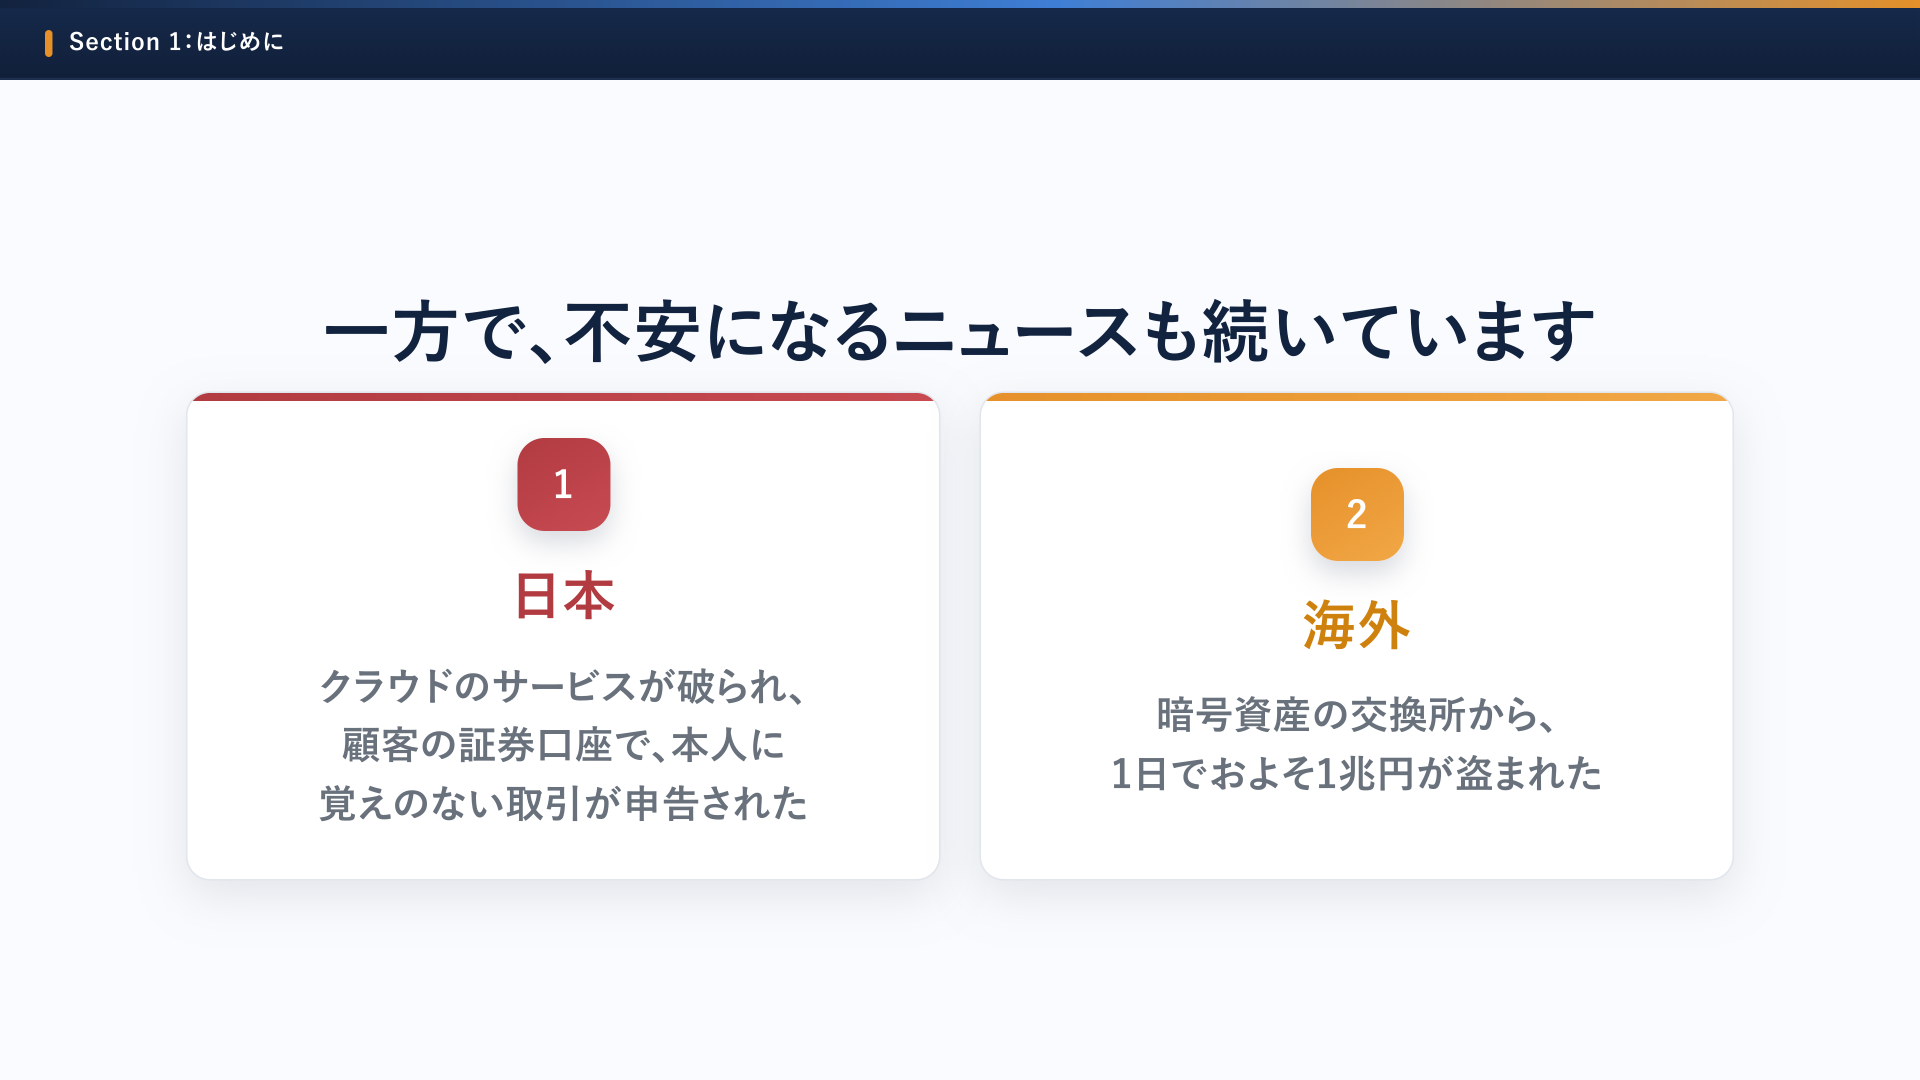 Section 1：はじめに
一方で、不安になるニュースも続いています
1
日本
クラウドのサービスが破られ、
顧客の証券口座で、本人に
覚えのない取引が申告された
2
海外
暗号資産の交換所から、
1日でおよそ1兆円が盗まれた